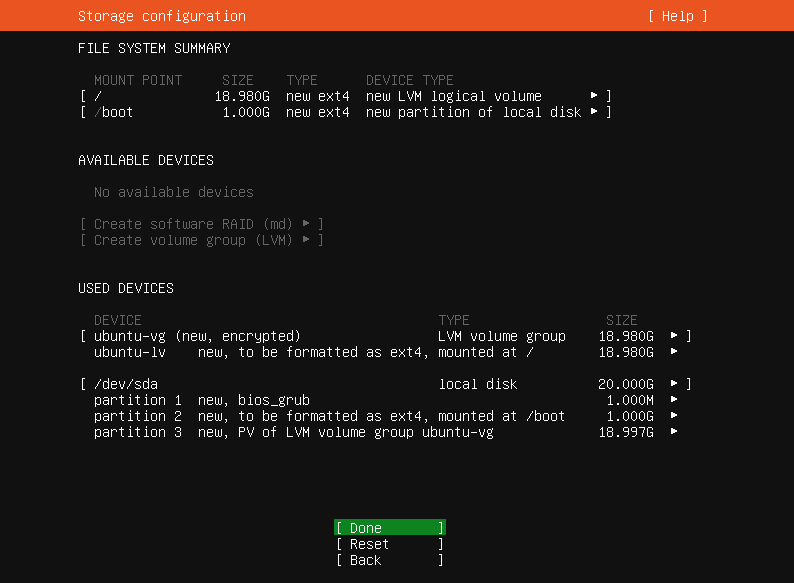 Storage configuration [ Help ]
FILE SYSTEM SUMMARY
MOUNT POINT SIZE TYPE DEVICE TYPE
[ / 18.980G new ext4 new LVM logical volume ▸ ]
[ /boot 1.000G new ext4 new partition of local disk ▸ ]
AVAILABLE DEVICES
No available devices
[ Create software RAID (md) ▸ ]
[ Create volume group (LVM) ▸ ]
USED DEVICES
DEVICE TYPE SIZE
[ ubuntu-vg (new, encrypted) LVM volume group 18.980G ▸ ]
ubuntu-lv new, to be formatted as ext4, mounted at / 18.980G ▸
[ /dev/sda local disk 20.000G ▸ ]
partition 1 new, bios_grub 1.000M ▸
partition 2 new, to be formatted as ext4, mounted at /boot 1.000G ▸
partition 3 new, PV of LVM volume group ubuntu-vg 18.997G ▸
[ Done ]
[ Reset ]
[ Back ]